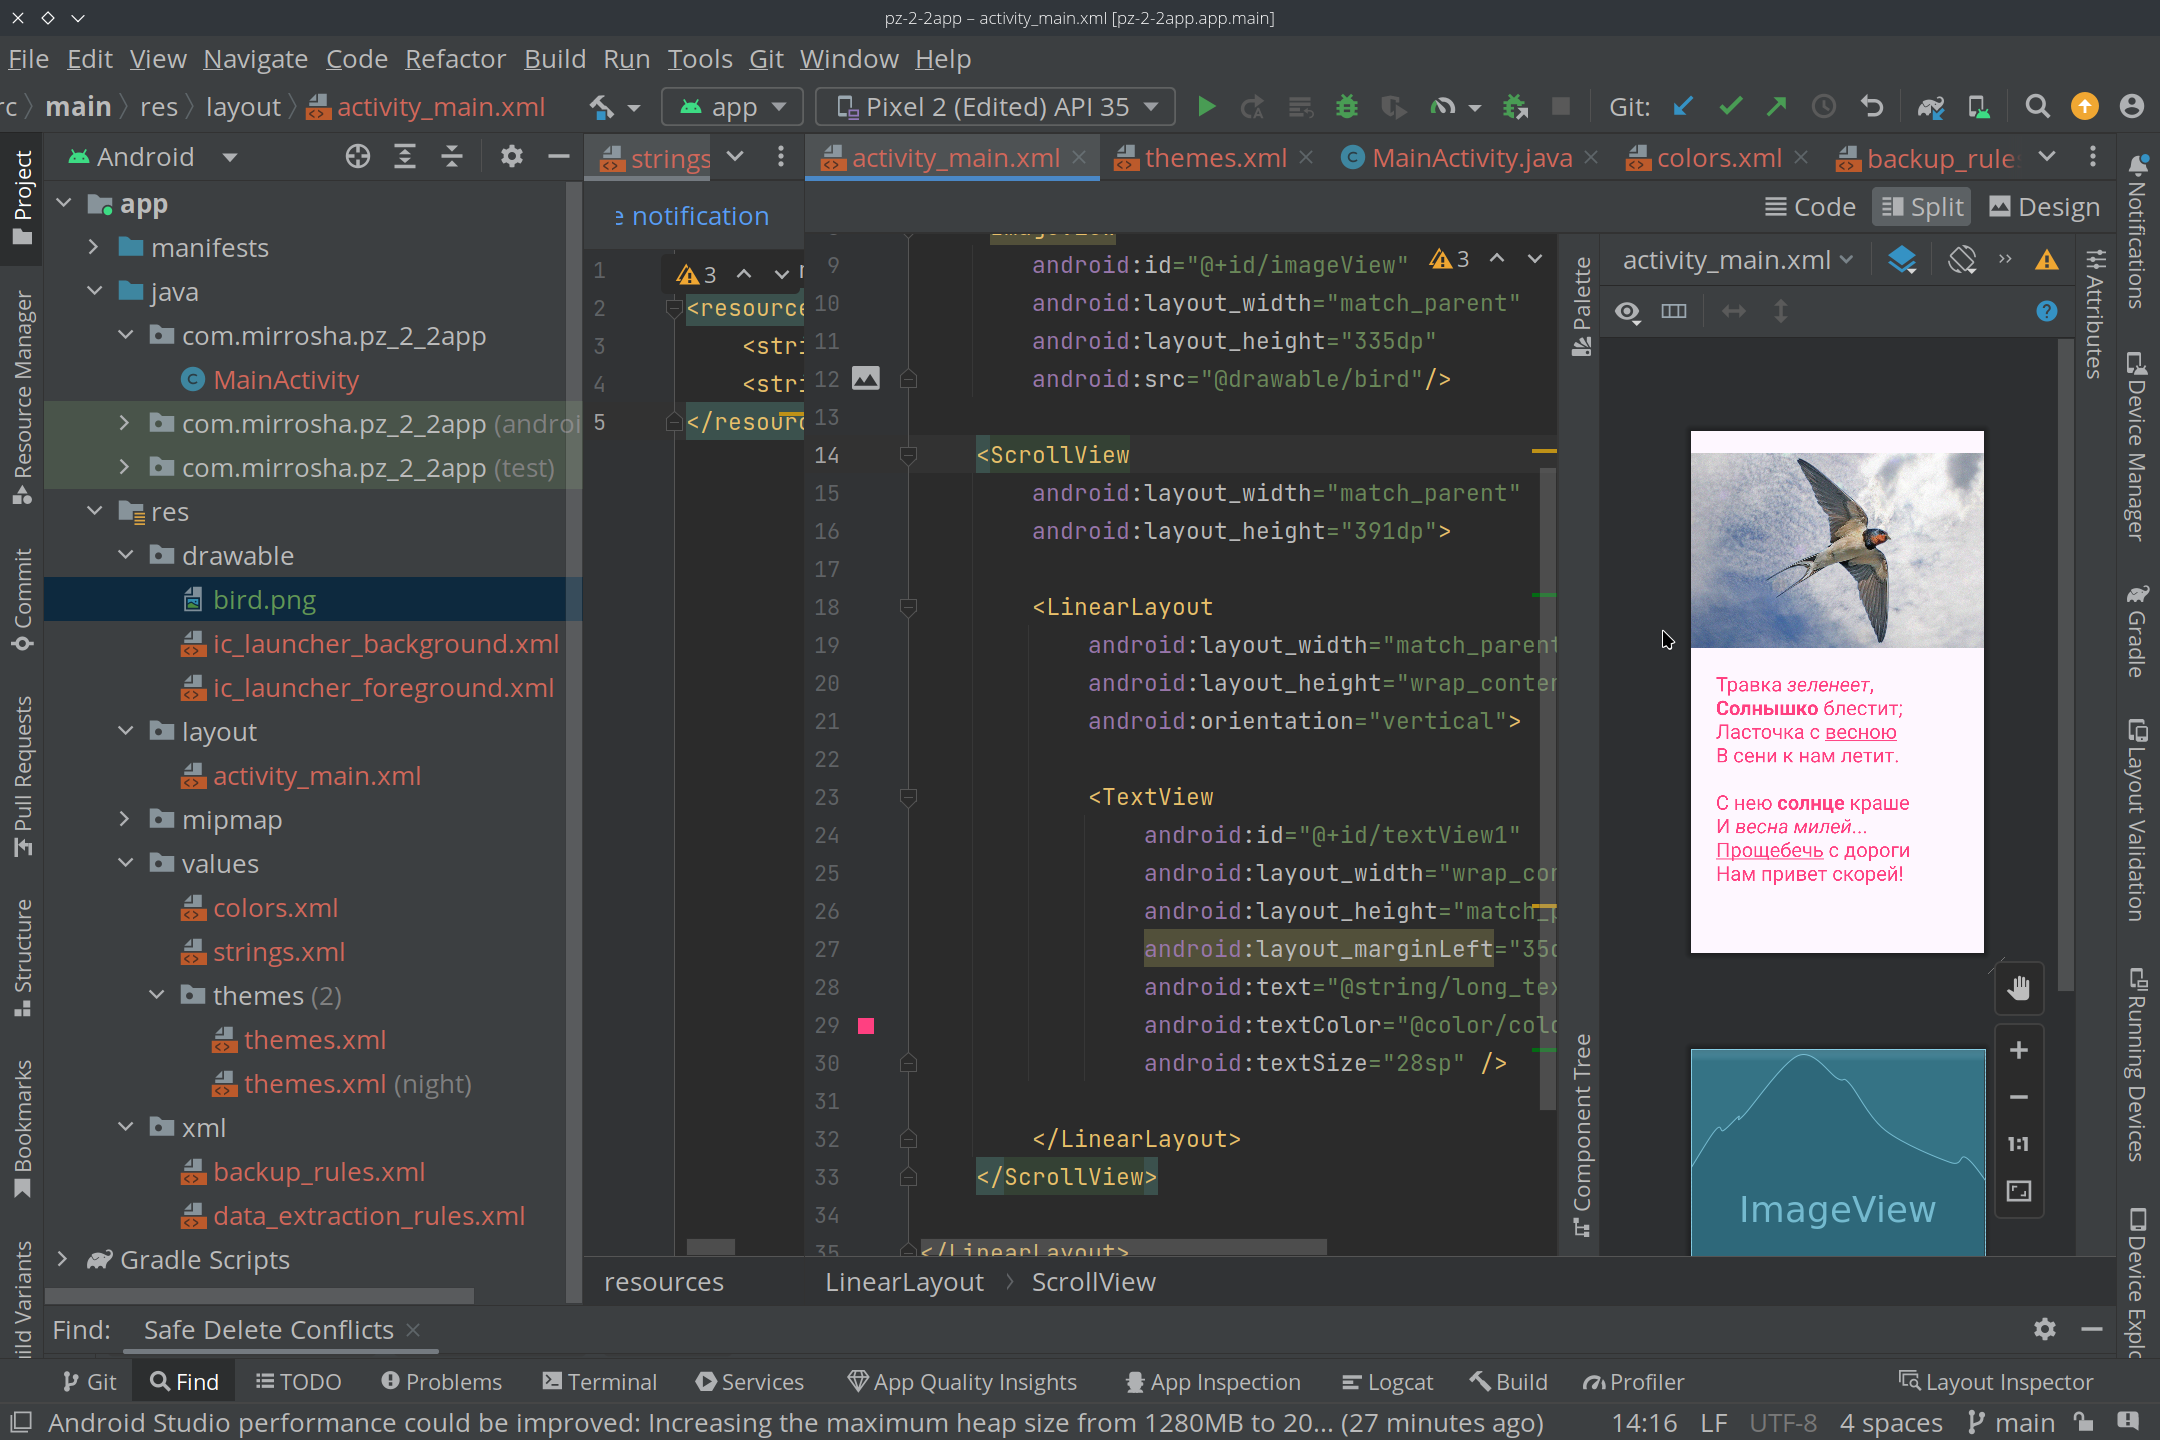 pz-2-2app – activity_main.xml [pz-2-2app.app.main]
File Edit View Navigate Code Refactor Build Run Tools Git Window Help
main res layout activity_main.xml app Pixel 2 (Edited) API 35 Git:
Project
Resource Manager
Commit
Pull Requests
Structure
Bookmarks
Android
app
manifests
java
com.mirrosha.pz_2_2app
MainActivity
com.mirrosha.pz_2_2app (androi
com.mirrosha.pz_2_2app (test)
res
drawable
bird.png
ic_launcher_background.xml
ic_launcher_foreground.xml
layout
activity_main.xml
mipmap
values
colors.xml
strings.xml
themes (2)
themes.xml
themes.xml (night)
xml
backup_rules.xml
data_extraction_rules.xml
Gradle Scripts
strings
e notification
3
1
2 <resource
3 <stri
4 <stri
5 </resourc
resources
activity_main.xml themes.xml MainActivity.java colors.xml backup_rule
Code Split Design
3
9 android:id="@+id/imageView"
10 android:layout_width="match_parent"
11 android:layout_height="335dp"
12 android:src="@drawable/bird"/>
13
14 <ScrollView
15 android:layout_width="match_parent"
16 android:layout_height="391dp">
17
18 <LinearLayout
19 android:layout_width="match_parent
20 android:layout_height="wrap_conten
21 android:orientation="vertical">
22
23 <TextView
24 android:id="@+id/textView1"
25 android:layout_width="wrap_con
26 android:layout_height="match_p
27 android:layout_marginLeft="35d
28 android:text="@string/long_tex
29 android:textColor="@color/colo
30 android:textSize="28sp" />
31
32 </LinearLayout>
33 </ScrollView>
34
35 </LinearLayout>
LinearLayout ScrollView
Palette
Component Tree
activity_main.xml
Травка зеленеет,
Солнышко блестит;
Ласточка с весною
В сени к нам летит.
С нею солнце краше
И весна милей...
Прощебечь с дороги
Нам привет скорей!
1:1
ImageView
Attributes
Notifications
Device Manager
Gradle
Layout Validation
Running Devices
Device Explo
Find: Safe Delete Conflicts
Git Find TODO Problems Terminal Services App Quality Insights App Inspection Logcat Build Profiler Layout Inspector
Android Studio performance could be improved: Increasing the maximum heap size from 1280MB to 20... (27 minutes ago) 14:16 LF UTF-8 4 spaces main